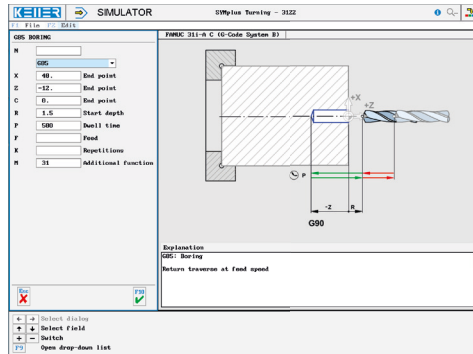 KELLER SIMULATOR SYMplus Turning - 31ZZ
F1 File F2 Edit
G85 BORING
FANUC 31i-A C (G-Code System B)
N
G85
X 40. End point
Z -12. End point
C 0. End point
R 1.5 Start depth
P 500 Dwell time
F Feed
K Repetitions
M 31 Additional function
+X
+Z
P
-Z R
G90
Explanation
G85: Boring
Return traverse at feed speed
Esc F10
Select dialog
Select field
+ - Switch
F9 Open drop-down list